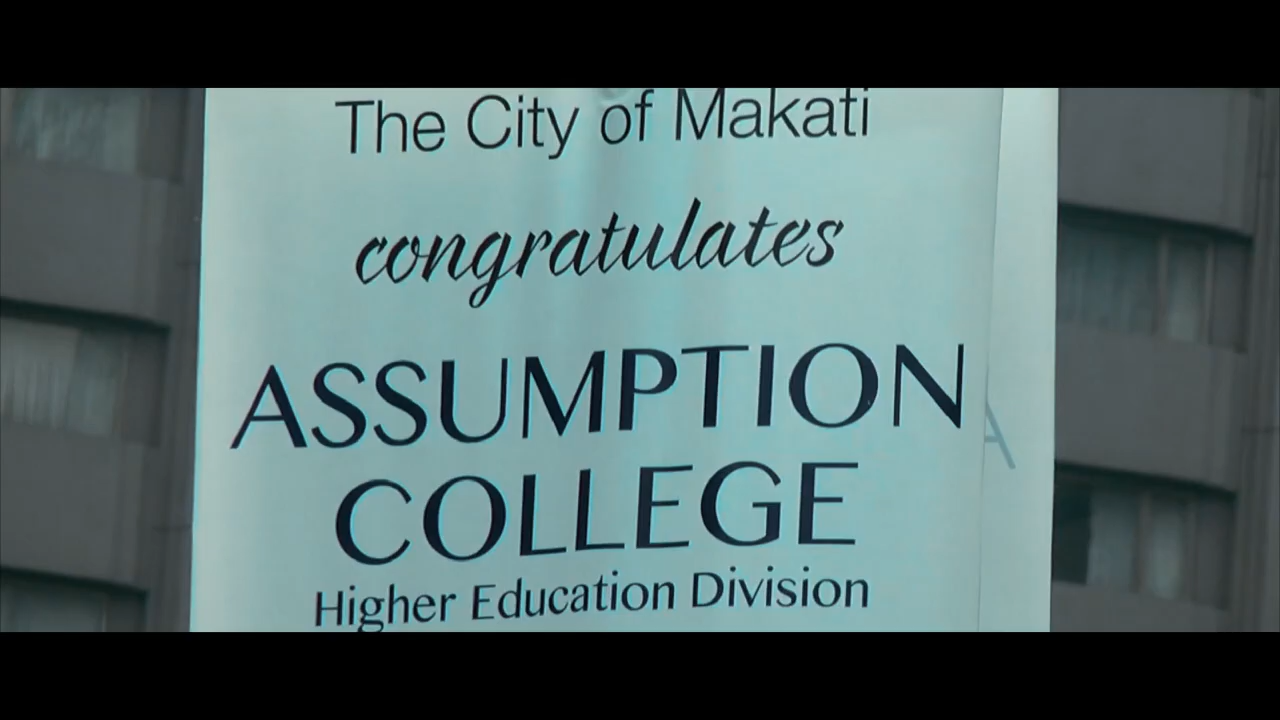 The City of Makati
congratulates
ASSUMPTION
COLLEGE
Higher Education Division